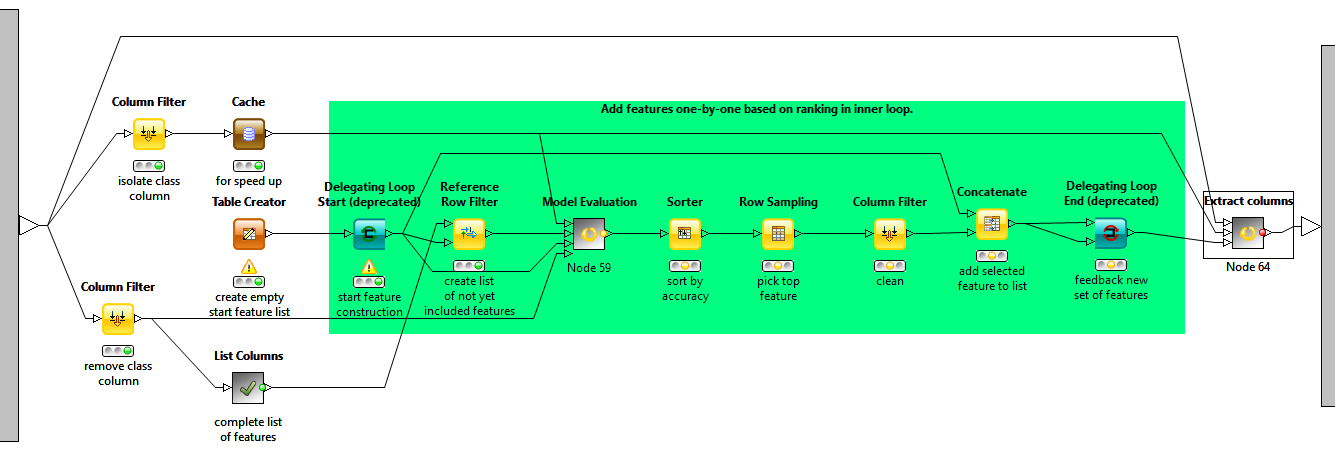 Add features one-by-one based on ranking in inner loop.
Column Filter
isolate class
column
Cache
for speed up
Table Creator
create empty
start feature list
Delegating Loop
Start (deprecated)
start feature
construction
Reference
Row Filter
create list
of not yet
included features
Model Evaluation
Node 59
Sorter
sort by
accuracy
Row Sampling
pick top
feature
Column Filter
clean
Concatenate
add selected
feature to list
Delegating Loop
End (deprecated)
feedback new
set of features
Extract columns
Node 64
Column Filter
remove class
column
List Columns
complete list
of features